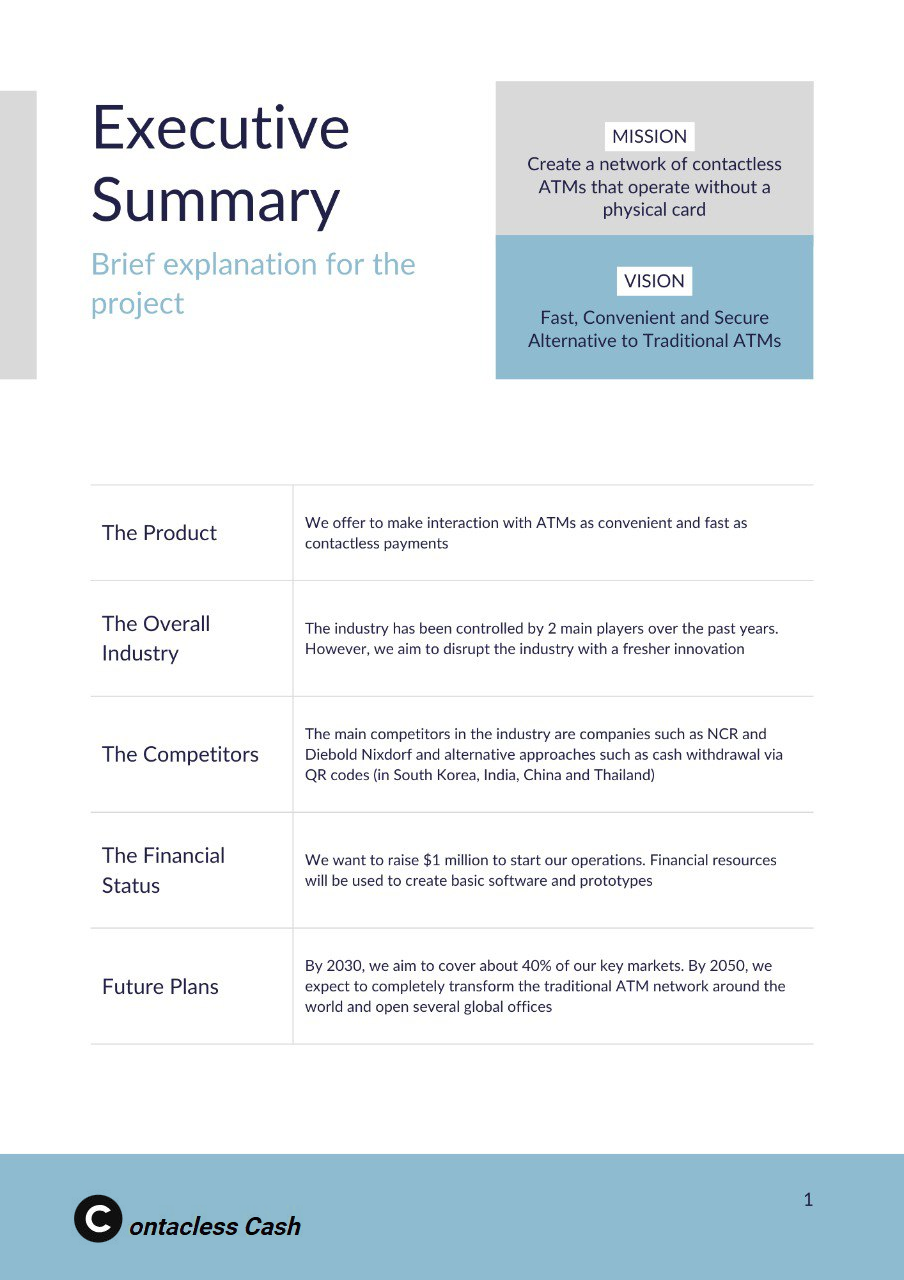 Executive
Summary
Brief explanation for the
project
MISSION
Create a network of contactless
ATMs that operate without a
physical card
VISION
Fast, Convenient and Secure
Alternative to Traditional ATMs
The Product
We offer to make interaction with ATMs as convenient and fast as
contactless payments
The Overall
Industry
The industry has been controlled by 2 main players over the past years.
However, we aim to disrupt the industry with a fresher innovation
The Competitors
The main competitors in the industry are companies such as NCR and
Diebold Nixdorf and alternative approaches such as cash withdrawal via
QR codes (in South Korea, India, China and Thailand)
The Financial
Status
We want to raise $1 million to start our operations. Financial resources
will be used to create basic software and prototypes
Future Plans
By 2030, we aim to cover about 40% of our key markets. By 2050, we
expect to completely transform the traditional ATM network around the
world and open several global offices
1
C ontacless Cash